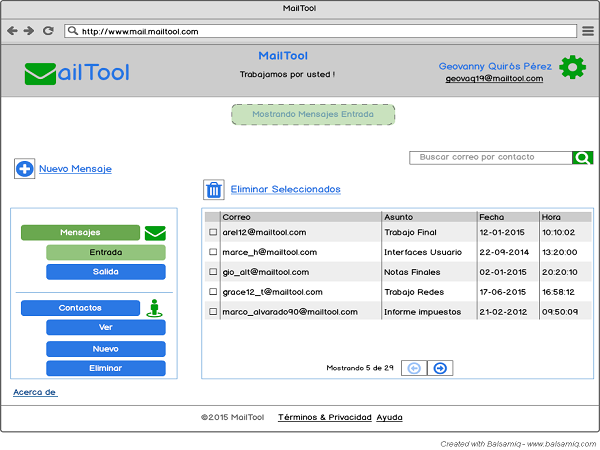 MailTool
http://www.mail.mailtool.com
ailTool
MailTool
Trabajamos por usted !
Geovanny Quirós Pérez
geovaq19@mailtool.com
Mostrando Mensajes Entrada
Buscar correo por contacto
Nuevo Mensaje
Eliminar Seleccionados
Mensajes
Entrada
Salida
Contactos
Ver
Nuevo
Eliminar
Correo Asunto Fecha Hora
arel12@mailtool.com Trabajo Final 12-01-2015 10:10:02
marce_h@mailtool.com Interfaces Usuario 22-09-2014 13:20:00
gio_alt@mailtool.com Notas Finales 02-01-2015 20:20:10
grace12_t@mailtool.com Trabajo Redes 17-06-2015 16:58:12
marco_alvarado90@mailtool.com Informe impuestos 21-02-2012 09:50:09
Mostrando 5 de 29
Acerca de
©2015 MailTool Términos & Privacidad Ayuda
Created with Balsamiq - www.balsamiq.com